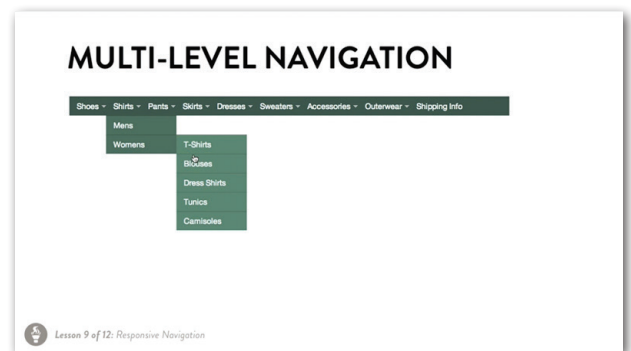 MULTI-LEVEL NAVIGATION
Shoes Shirts Pants Skirts Dresses Sweaters Accessories Outerwear Shipping Info
Mens
Womens
T-Shirts
Blouses
Dress Shirts
Tunics
Camisoles
Lesson 9 of 12: Responsive Navigation